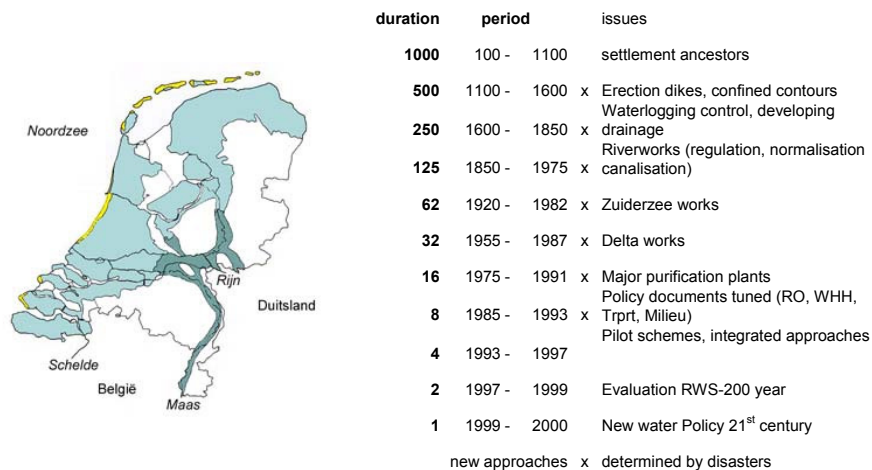 Noordzee
Rijn
Duitsland
Schelde
België
Maas
duration period issues
1000 100 - 1100 settlement ancestors
500 1100 - 1600 x Erection dikes, confined contours
250 1600 - 1850 x Waterlogging control, developing
drainage
125 1850 - 1975 x Riverworks (regulation, normalisation
canalisation)
62 1920 - 1982 x Zuiderzee works
32 1955 - 1987 x Delta works
16 1975 - 1991 x Major purification plants
8 1985 - 1993 x Policy documents tuned (RO, WHH,
Trprt, Milieu)
4 1993 - 1997 Pilot schemes, integrated approaches
2 1997 - 1999 Evaluation RWS-200 year
1 1999 - 2000 New water Policy 21st century
new approaches x determined by disasters